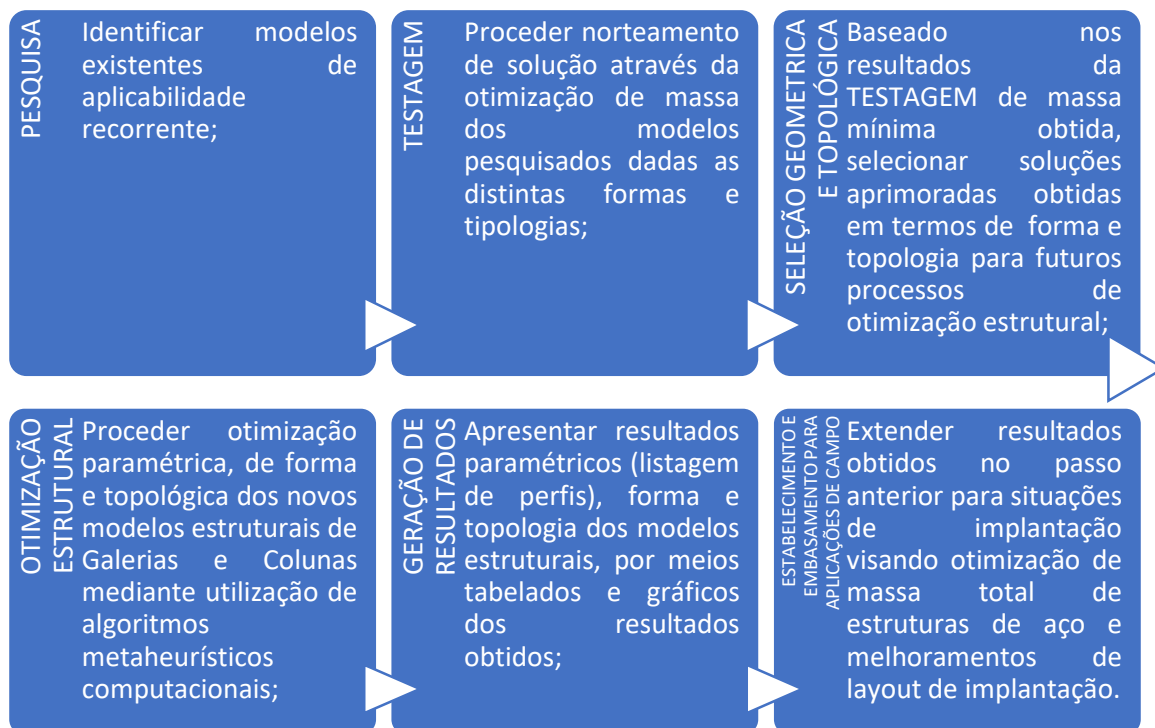 PESQUISA
Identificar modelos
existentes de
aplicabilidade
recorrente;
TESTAGEM
Proceder norteamento
de solução através da
otimização de massa
dos modelos
pesquisados dadas as
distintas formas e
tipologias;
SELEÇÃO GEOMETRICA
E TOPOLÓGICA
Baseado nos
resultados da
TESTAGEM de massa
mínima obtida,
selecionar soluções
aprimoradas obtidas
em termos de forma e
topologia para futuros
processos de
otimização estrutural;
OTIMIZAÇÃO
ESTRUTURAL
Proceder otimização
paramétrica, de forma
e topológica dos novos
modelos estruturais de
Galerias e Colunas
mediante utilização de
algoritmos
metaheurísticos
computacionais;
GERAÇÃO DE
RESULTADOS
Apresentar resultados
paramétricos (listagem
de perfis), forma e
topologia dos modelos
estruturais, por meios
tabelados e gráficos
dos resultados
obtidos;
ESTABELECIMENTO E
EMBASAMENTO PARA
APLICAÇÕES DE CAMPO
Extender resultados
obtidos no passo
anterior para situações
de implantação
visando otimização de
massa total de
estruturas de aço e
melhoramentos de
layout de implantação.